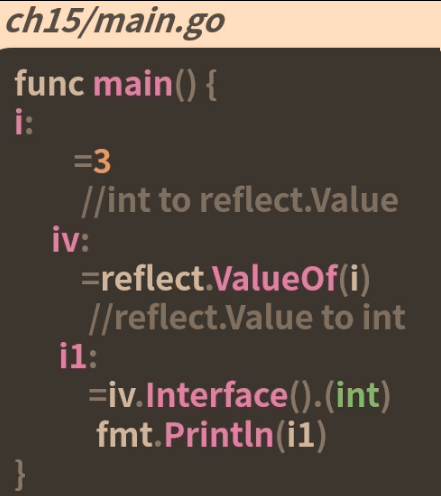 ch15/main.go
func main() {
i:
=3
//int to reflect.Value
iv:
=reflect.ValueOf(i)
//reflect.Value to int
i1:
=iv.Interface().(int)
fmt.Println(i1)
}